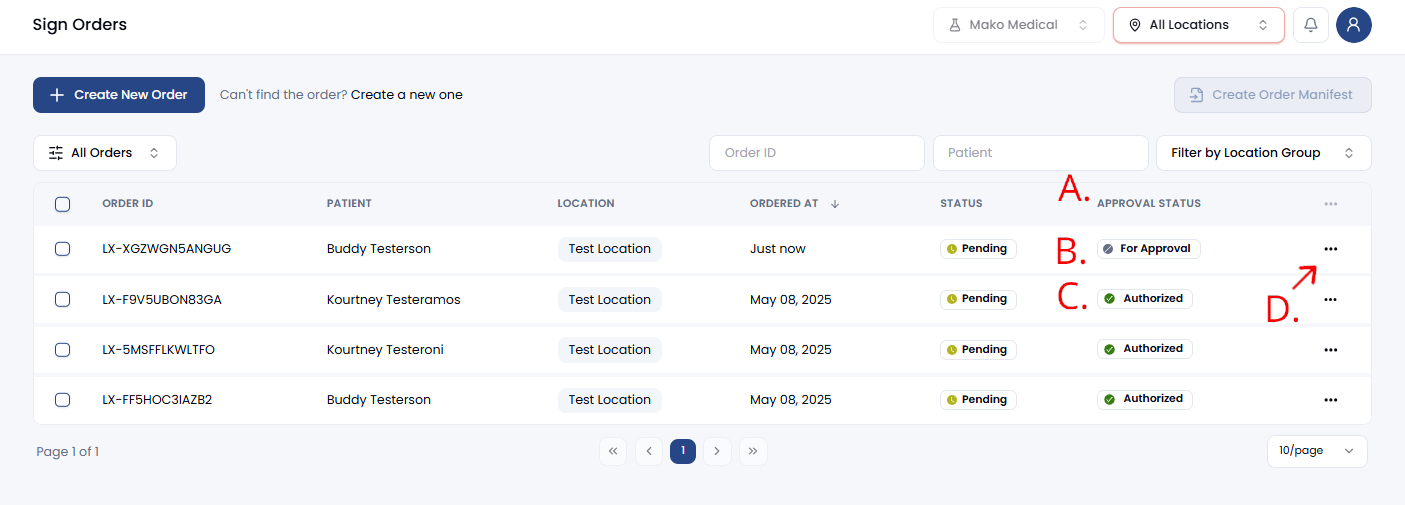 Sign Orders Mako Medical All Locations
Create New Order Can't find the order? Create a new one Create Order Manifest
All Orders Order ID Patient Filter by Location Group
A.
ORDER ID PATIENT LOCATION ORDERED AT STATUS APPROVAL STATUS ...
LX-XGZWGN5ANGUG Buddy Testerson Test Location Just now Pending B. For Approval ...
LX-F9V5UBON83GA Kourtney Testeramos Test Location May 08, 2025 Pending C. Authorized ...
D.
LX-5MSFFLKWLTFO Kourtney Testeroni Test Location May 08, 2025 Pending Authorized ...
LX-FF5HOC3IAZB2 Buddy Testerson Test Location May 08, 2025 Pending Authorized ...
Page 1 of 1 « ‹ 1 › » 10/page